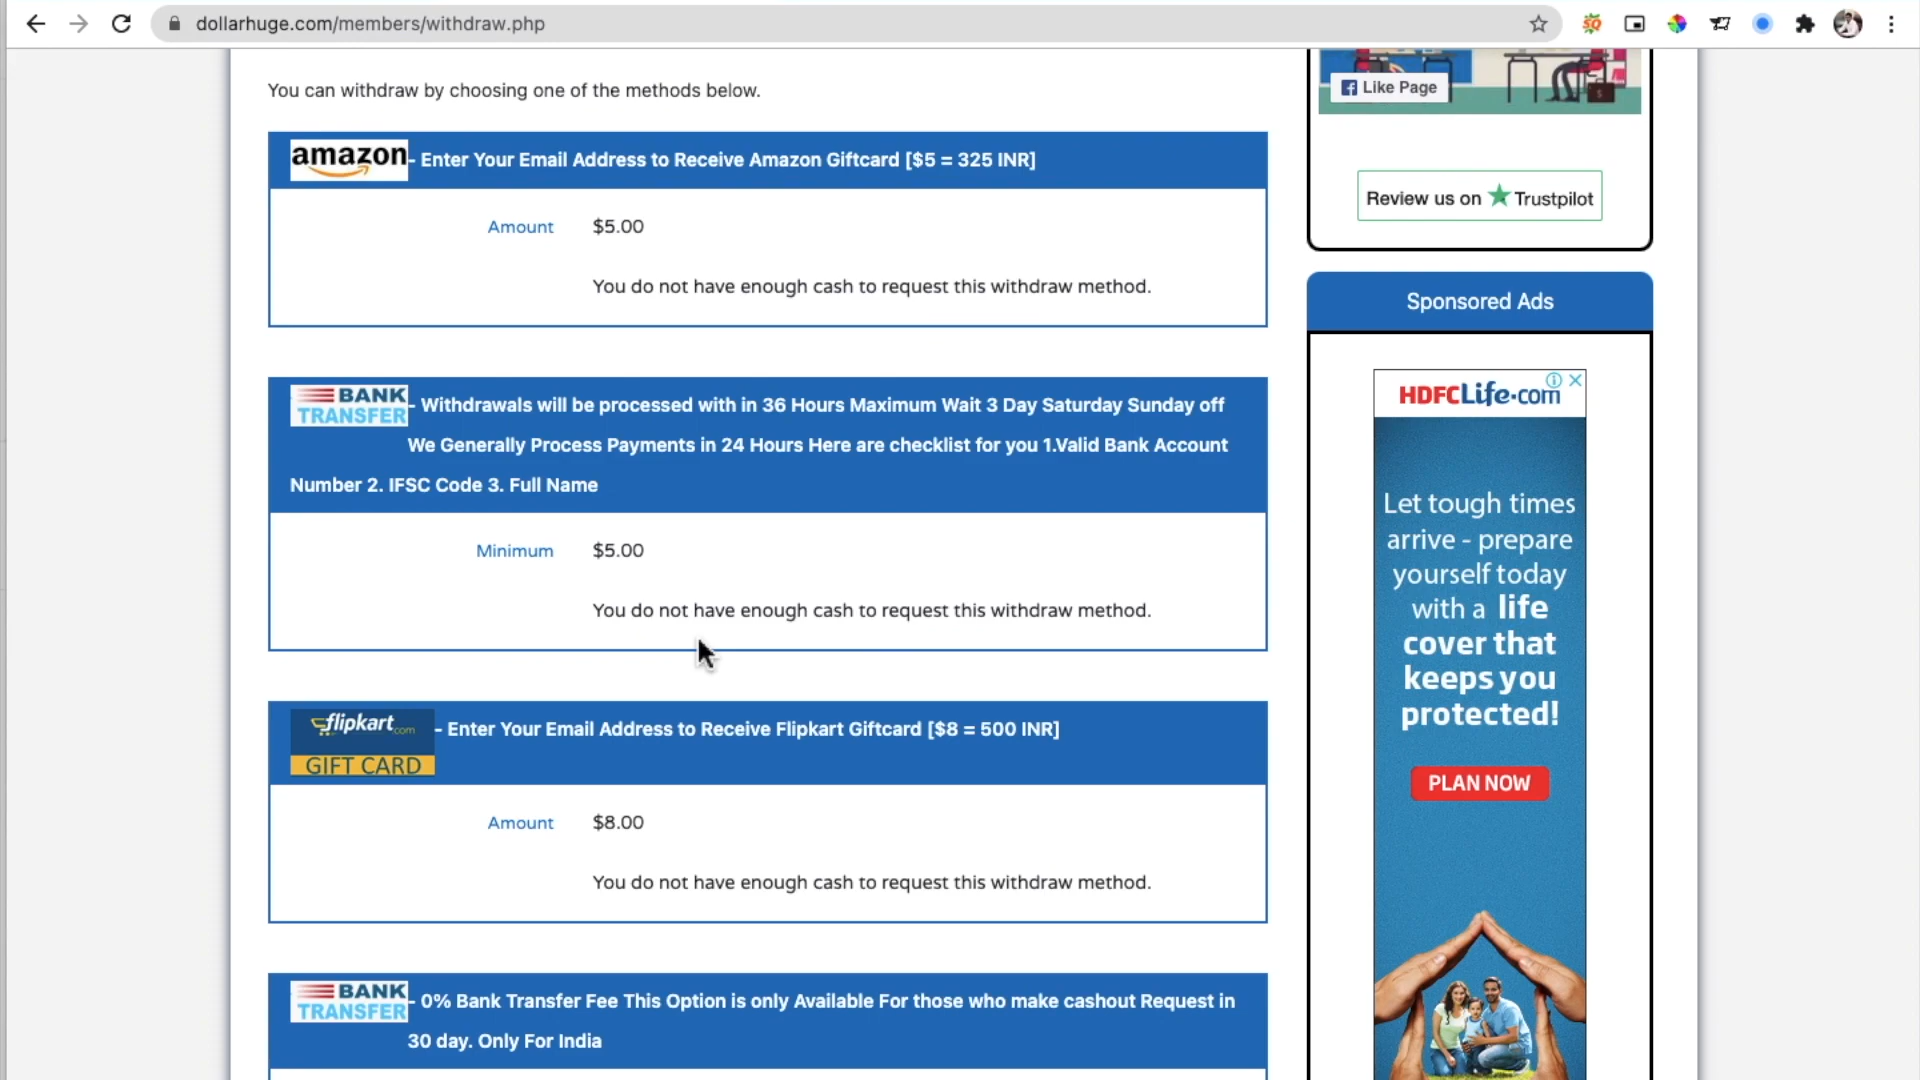 dollarhuge.com/members/withdraw.php
SQ
You can withdraw by choosing one of the methods below.
amazon - Enter Your Email Address to Receive Amazon Giftcard [$5 = 325 INR]
Amount $5.00
You do not have enough cash to request this withdraw method.
BANK
TRANSFER
- Withdrawals will be processed with in 36 Hours Maximum Wait 3 Day Saturday Sunday off
We Generally Process Payments in 24 Hours Here are checklist for you 1.Valid Bank Account
Number 2. IFSC Code 3. Full Name
Minimum $5.00
You do not have enough cash to request this withdraw method.
flipkart.com
GIFT CARD
- Enter Your Email Address to Receive Flipkart Giftcard [$8 = 500 INR]
Amount $8.00
You do not have enough cash to request this withdraw method.
BANK
TRANSFER
- 0% Bank Transfer Fee This Option is only Available For those who make cashout Request in
30 day. Only For India
Like Page
Review us on Trustpilot
Sponsored Ads
HDFCLife.com
Let tough times
arrive - prepare
yourself today
with a life
cover that
keeps you
protected!
PLAN NOW